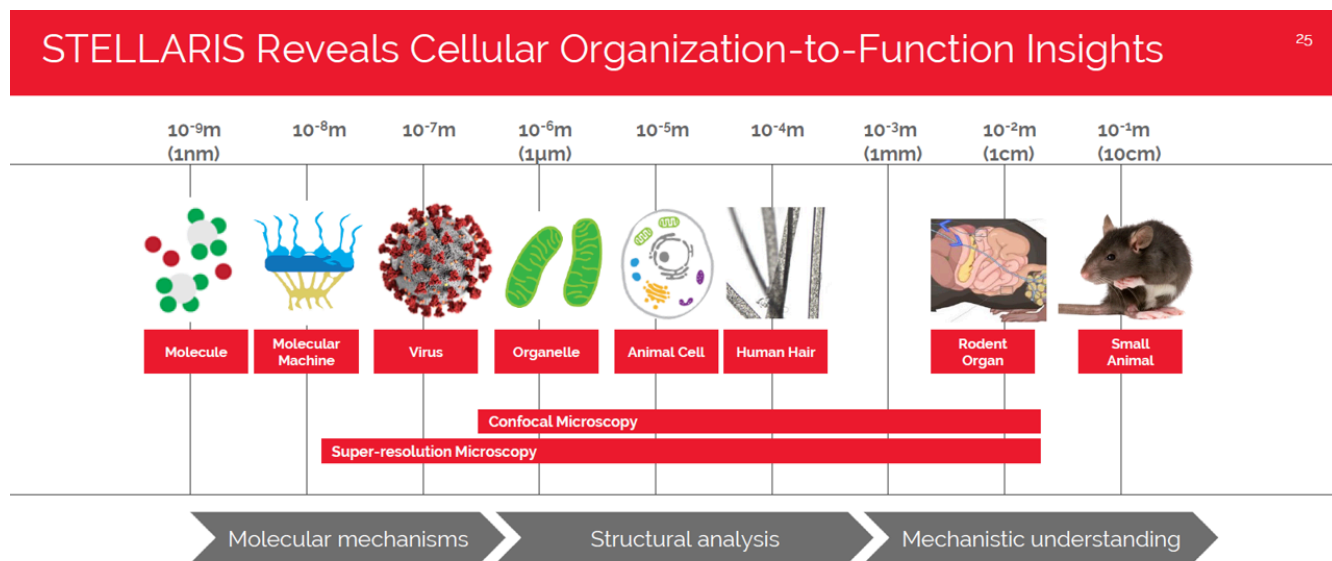 STELLARIS Reveals Cellular Organization-to-Function Insights
25
10⁻⁹m
(1nm)
10⁻⁸m
10⁻⁷m
10⁻⁶m
(1µm)
10⁻⁵m
10⁻⁴m
10⁻³m
(1mm)
10⁻²m
(1cm)
10⁻¹m
(10cm)
Molecule
Molecular
Machine
Virus
Organelle
Animal Cell
Human Hair
Rodent
Organ
Small
Animal
Confocal Microscopy
Super-resolution Microscopy
Molecular mechanisms
Structural analysis
Mechanistic understanding